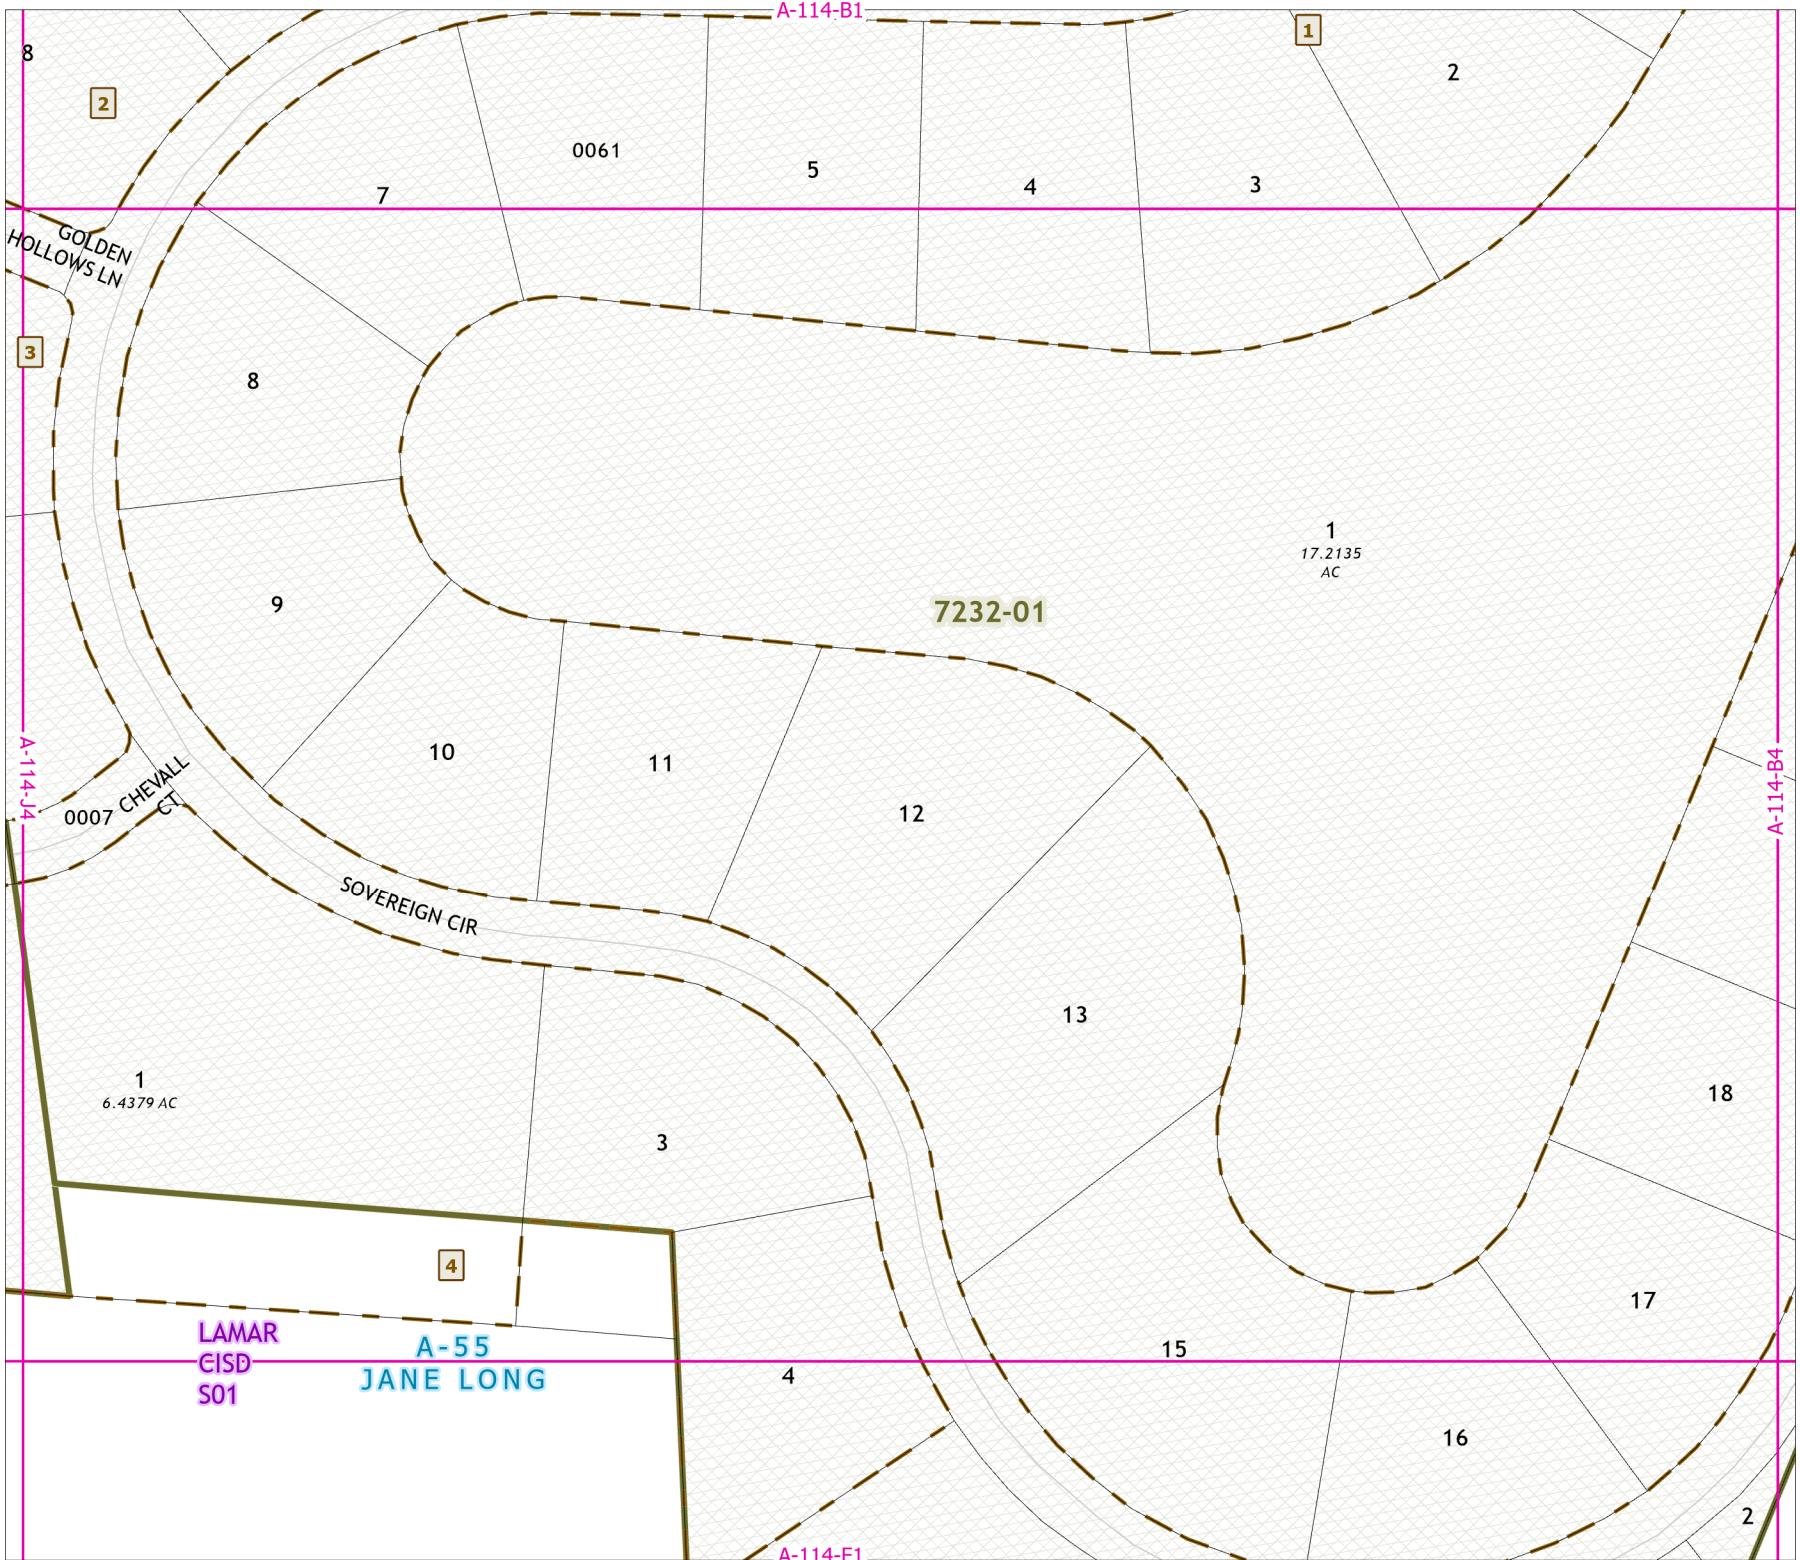 A-114-B1
1
8
2
2
0061
5
4
3
7
GOLDEN
HOLLOWS LN
3
8
1
17.2135
AC
9
7232-01
10
11
12
A-114-J4
A-114-B4
CHEVALL
CT
0007
SOVEREIGN CIR
13
1
6.4379 AC
18
3
4
17
LAMAR
CISD
S01
A-55
JANE LONG
15
4
16
2
A-114-F1